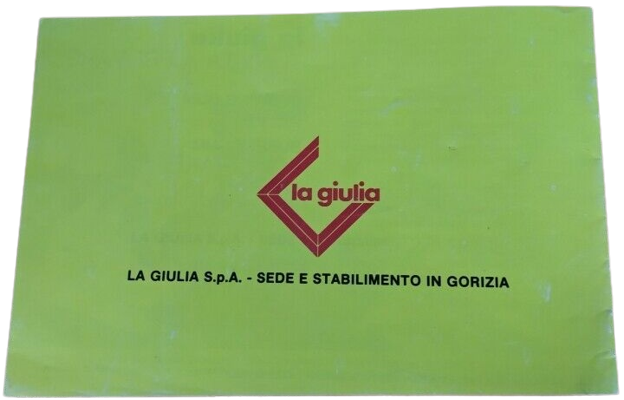 la giulia
LA GIULIA S.p.A. - SEDE E STABILIMENTO IN GORIZIA